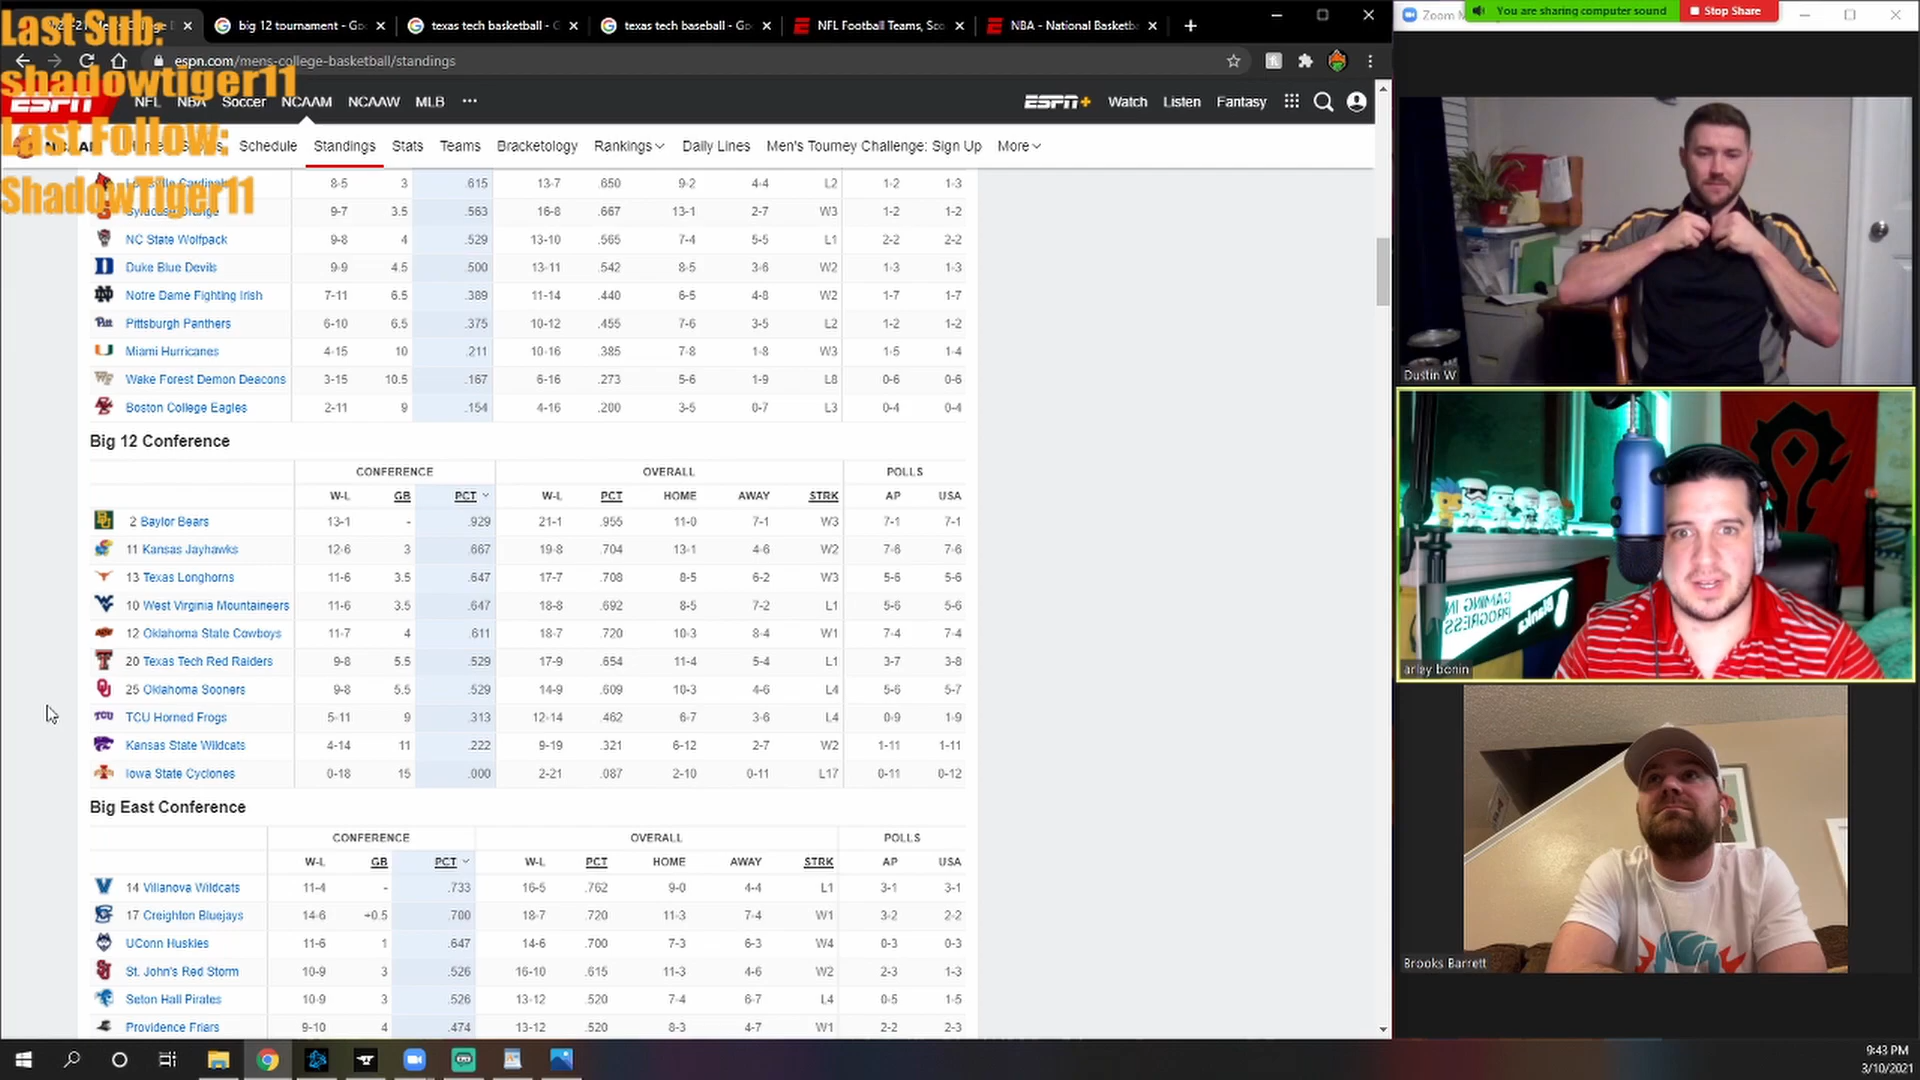 Last Sub:
shadowtiger11
Last Follow:
ShadowTiger11
big 12 tournament - Go
texas tech basketball - G
texas tech baseball - Go
NFL Football Teams, Sco
NBA - National Basketba
Zoom M
You are sharing computer sound
Stop Share
espn.com/mens-college-basketball/standings
ESPN NFL NBA Soccer NCAAM NCAAW MLB ESPN+ Watch Listen Fantasy
Schedule Standings Stats Teams Bracketology Rankings Daily Lines Men's Tourney Challenge: Sign Up More
Louisville Cardinals 8-5 3 .615 13-7 .650 9-2 4-4 L2 1-2 1-3
Syracuse Orange 9-7 3.5 .563 16-8 .667 13-1 2-7 W3 1-2 1-2
NC State Wolfpack 9-8 4 .529 13-10 .565 7-4 5-5 L1 2-2 2-2
Duke Blue Devils 9-9 4.5 .500 13-11 .542 8-5 3-6 W2 1-3 1-3
Notre Dame Fighting Irish 7-11 6.5 .389 11-14 .440 6-5 4-8 W2 1-7 1-7
Pitt Pittsburgh Panthers 6-10 6.5 .375 10-12 .455 7-6 3-5 L2 1-2 1-2
Miami Hurricanes 4-15 10 .211 10-16 .385 7-8 1-8 W3 1-5 1-4
Wake Forest Demon Deacons 3-15 10.5 .167 6-16 .273 5-6 1-9 L8 0-6 0-6
Boston College Eagles 2-11 9 .154 4-16 .200 3-5 0-7 L3 0-4 0-4
Big 12 Conference
CONFERENCE OVERALL POLLS
W-L GB PCT W-L PCT HOME AWAY STRK AP USA
2 Baylor Bears 13-1 - .929 21-1 .955 11-0 7-1 W3 7-1 7-1
11 Kansas Jayhawks 12-6 3 .667 19-8 .704 13-1 4-6 W2 7-6 7-6
13 Texas Longhorns 11-6 3.5 .647 17-7 .708 8-5 6-2 W3 5-6 5-6
10 West Virginia Mountaineers 11-6 3.5 .647 18-8 .692 8-5 7-2 L1 5-6 5-6
12 Oklahoma State Cowboys 11-7 4 .611 18-7 .720 10-3 8-4 W1 7-4 7-4
20 Texas Tech Red Raiders 9-8 5.5 .529 17-9 .654 11-4 5-4 L1 3-7 3-8
25 Oklahoma Sooners 9-8 5.5 .529 14-9 .609 10-3 4-6 L4 5-6 5-7
TCU TCU Horned Frogs 5-11 9 .313 12-14 .462 6-7 3-6 L4 0-9 1-9
Kansas State Wildcats 4-14 11 .222 9-19 .321 6-12 2-7 W2 1-11 1-11
Iowa State Cyclones 0-18 15 .000 2-21 .087 2-10 0-11 L17 0-11 0-12
Big East Conference
CONFERENCE OVERALL POLLS
W-L GB PCT W-L PCT HOME AWAY STRK AP USA
14 Villanova Wildcats 11-4 - .733 16-5 .762 9-0 4-4 L1 3-1 3-1
17 Creighton Bluejays 14-6 +0.5 .700 18-7 .720 11-3 7-4 W1 3-2 2-2
UConn Huskies 11-6 1 .647 14-6 .700 7-3 6-3 W4 0-3 0-3
St. John's Red Storm 10-9 3 .526 16-10 .615 11-3 4-6 W2 2-3 1-3
Seton Hall Pirates 10-9 3 .526 13-12 .520 7-4 6-7 L4 0-5 1-5
Providence Friars 9-10 4 .474 13-12 .520 8-3 4-7 W1 2-2 2-3
Dustin W
GAMING IN
PROGRESS
Blanka
arley bonin
Brooks Barrett
9:43 PM
3/10/2021